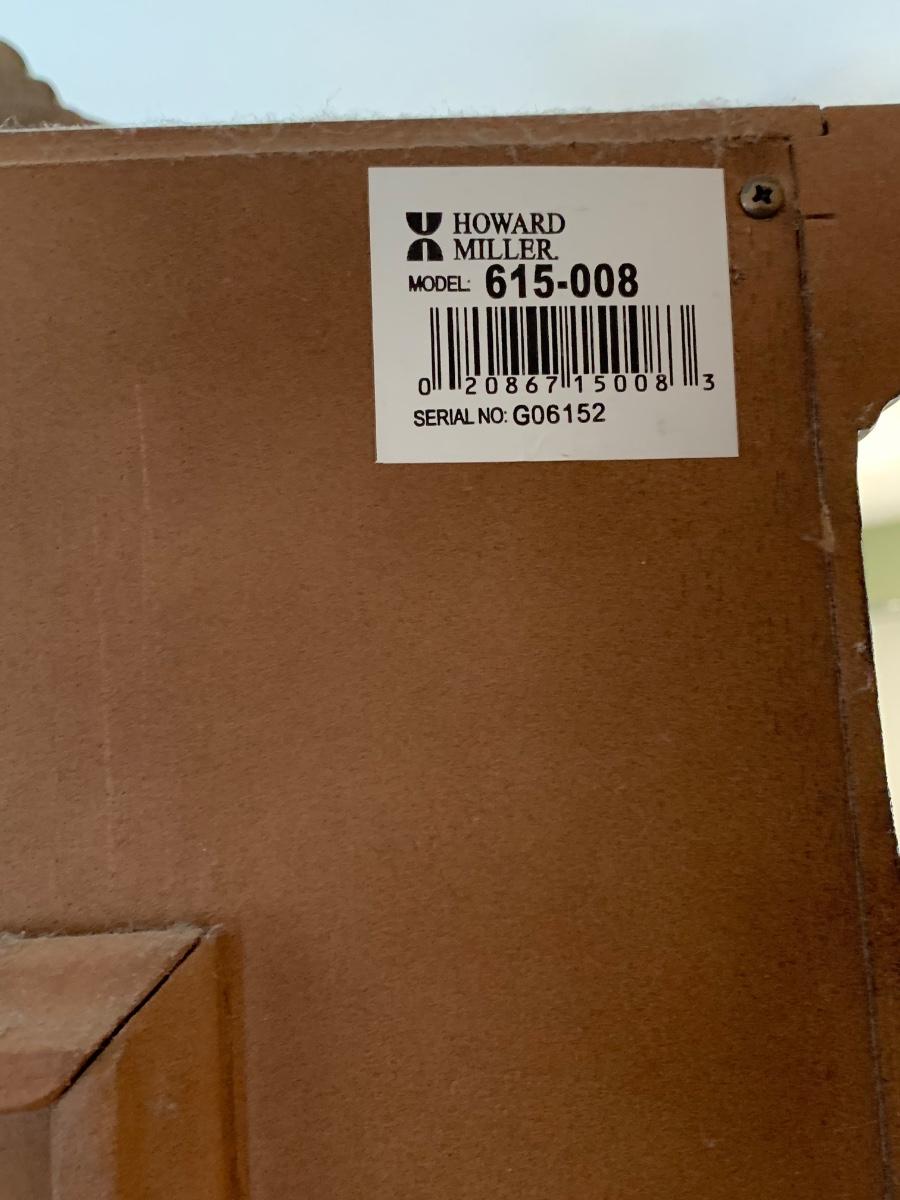 HOWARD
MILLER.
MODEL: 615-008
0 20867 15008 3
SERIAL NO: G06152